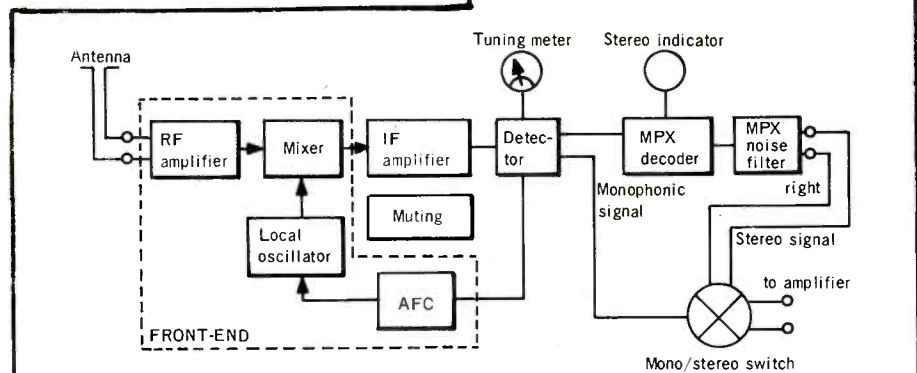 Tuning meter
Stereo indicator
Antenna
RF
amplifier
Mixer
IF
amplifier
Detec-
tor
MPX
decoder
MPX
noise
filter
Monophonic
signal
right
Muting
Local
oscillator
Stereo signal
AFC
to amplifier
FRONT-END
Mono/stereo switch